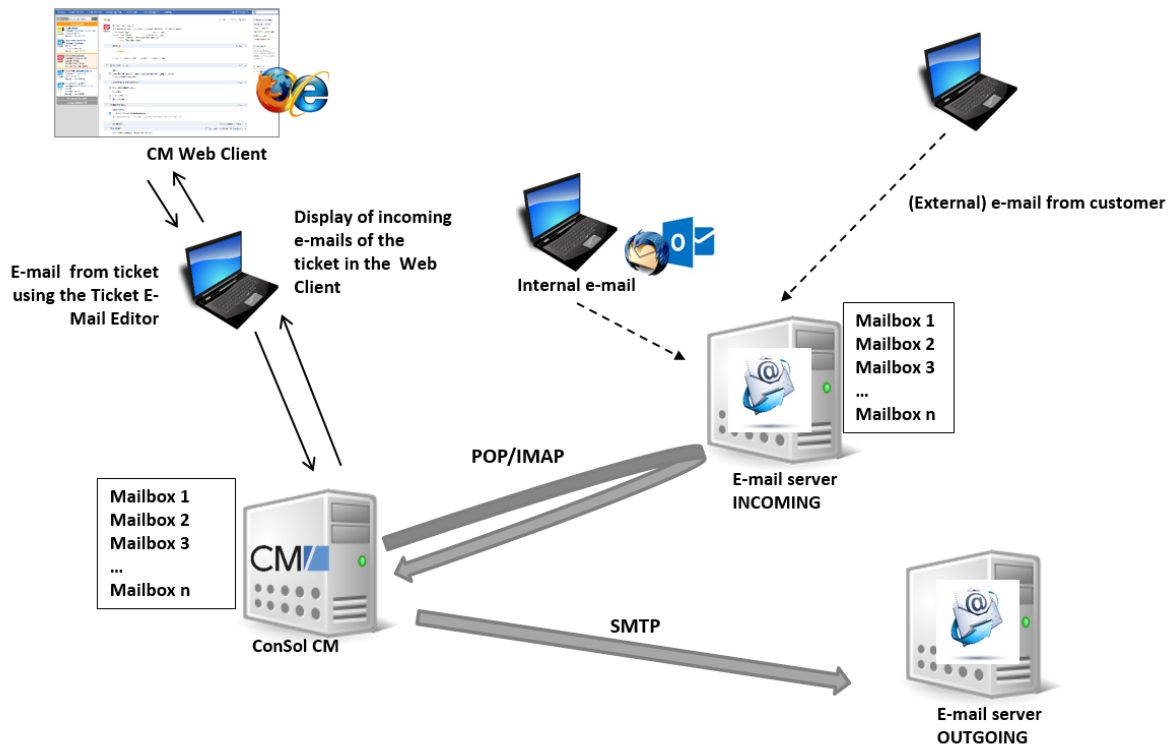 CM Web Client
(External) e-mail from customer
Display of incoming
e-mails of the
ticket in the Web
Client
E-mail from ticket
using the Ticket E-
Mail Editor
Internal e-mail
Mailbox 1
Mailbox 2
Mailbox 3
...
Mailbox n
E-mail server
INCOMING
POP/IMAP
Mailbox 1
Mailbox 2
Mailbox 3
...
Mailbox n
CM
ConSol CM
SMTP
E-mail server
OUTGOING